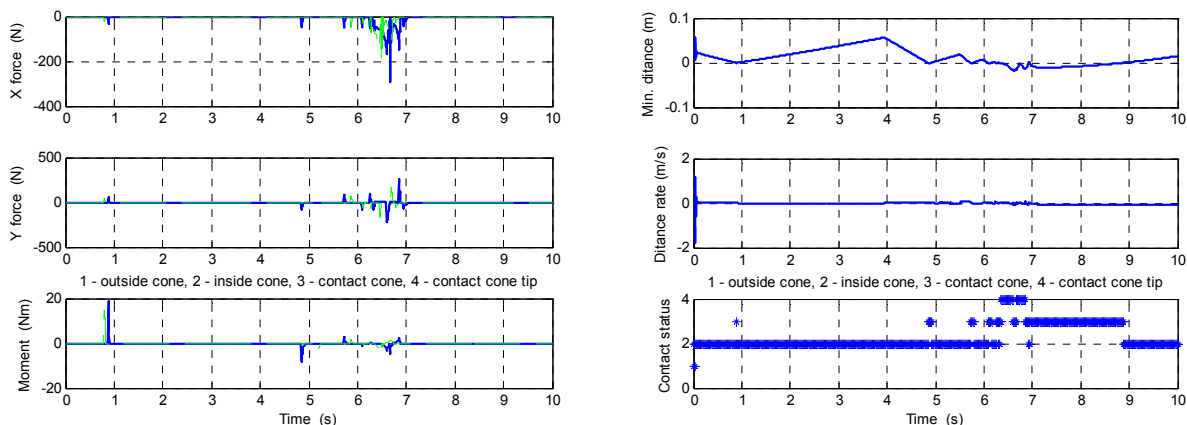 X force (N)
0
-200
-400
0 1 2 3 4 5 6 7 8 9 10
Y force (N)
500
0
-500
0 1 2 3 4 5 6 7 8 9 10
1 - outside cone, 2 - inside cone, 3 - contact cone, 4 - contact cone tip
Moment (Nm)
20
0
-20
0 1 2 3 4 5 6 7 8 9 10
Time (s)
Min. ditance (m)
0.1
0
-0.1
0 1 2 3 4 5 6 7 8 9 10
Ditance rate (m/s)
2
0
-2
0 1 2 3 4 5 6 7 8 9 10
1 - outside cone, 2 - inside cone, 3 - contact cone, 4 - contact cone tip
Contact status
4
2
0
0 1 2 3 4 5 6 7 8 9 10
Time (s)